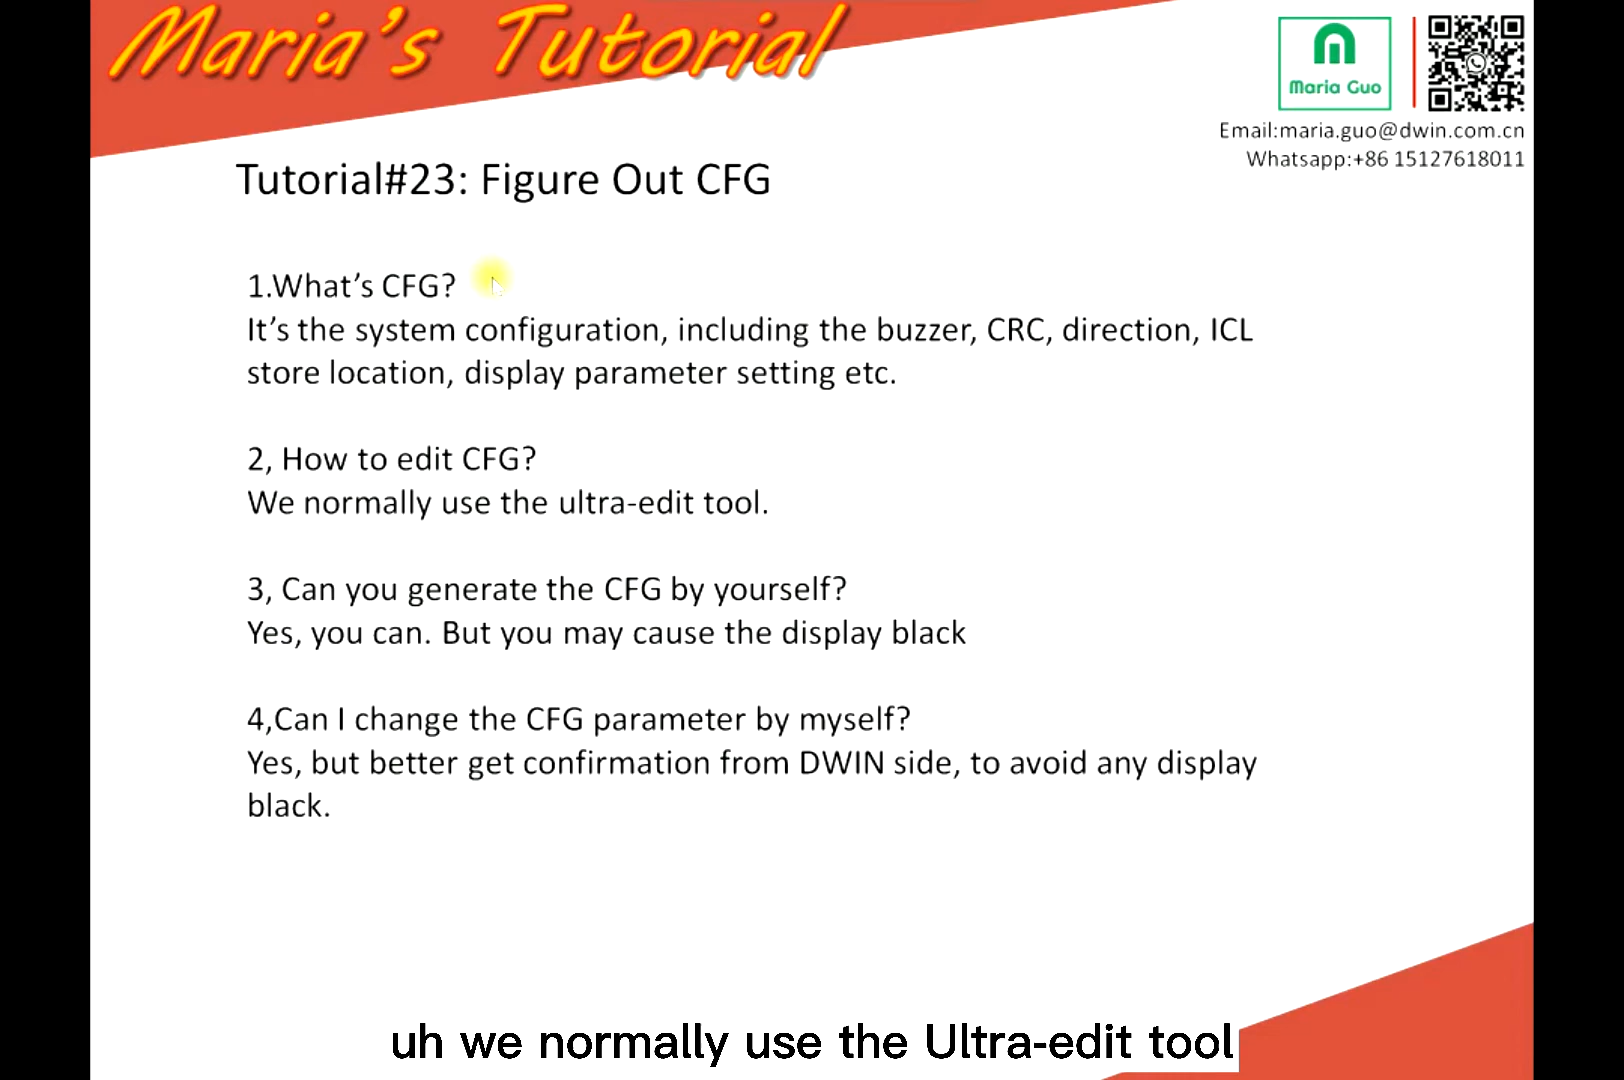 Maria's Tutorial
Maria Guo
Email:maria.guo@dwin.com.cn
Whatsapp:+86 15127618011
Tutorial#23: Figure Out CFG
1.What's CFG?
It's the system configuration, including the buzzer, CRC, direction, ICL
store location, display parameter setting etc.
2, How to edit CFG?
We normally use the ultra-edit tool.
3, Can you generate the CFG by yourself?
Yes, you can. But you may cause the display black
4,Can I change the CFG parameter by myself?
Yes, but better get confirmation from DWIN side, to avoid any display
black.
uh we normally use the Ultra-edit tool